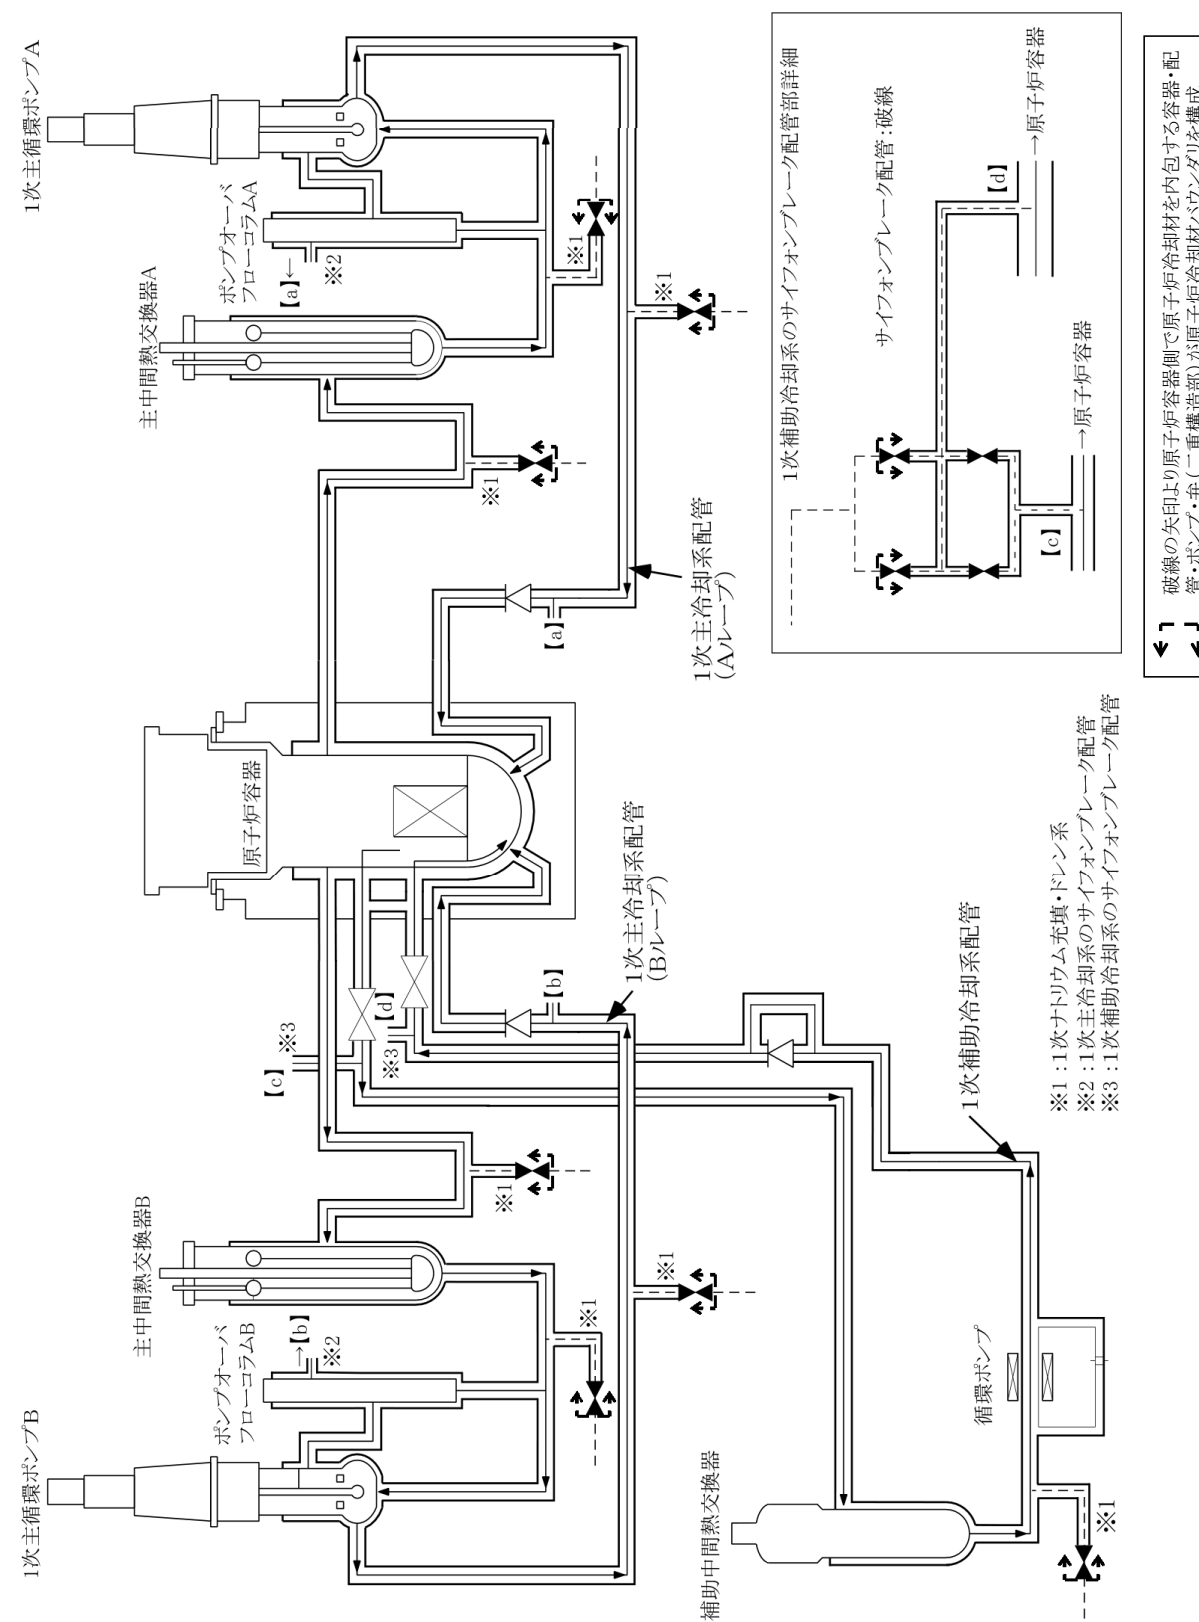 1次主循環ポンプA
ポンプオーバ
フローコラムA
【a】←
※2
主中間熱交換器A
※1
※1
※1
【a】
1次主冷却系配管
(Aループ)
原子炉容器
1次主冷却系配管
(Bループ)
【b】
【d】
※3
【c】
※3
※1
主中間熱交換器B
※1
※1
→【b】
※2
ポンプオーバ
フローコラムB
1次主循環ポンプB
1次補助冷却系配管
循環ポンプ
補助中間熱交換器
※1
1次補助冷却系のサイフォンブレーク配管部詳細
サイフォンブレーク配管:破線
【d】
→原子炉容器
【c】
→原子炉容器
破線の矢印より原子炉容器側で原子炉冷却材を内包する容器・配
管・ポンプ・弁(二重構造部)が原子炉冷却材バウンダリを構成
※1:1次ナトリウム充填・ドレン系
※2:1次主冷却系のサイフォンブレーク配管
※3:1次補助冷却系のサイフォンブレーク配管